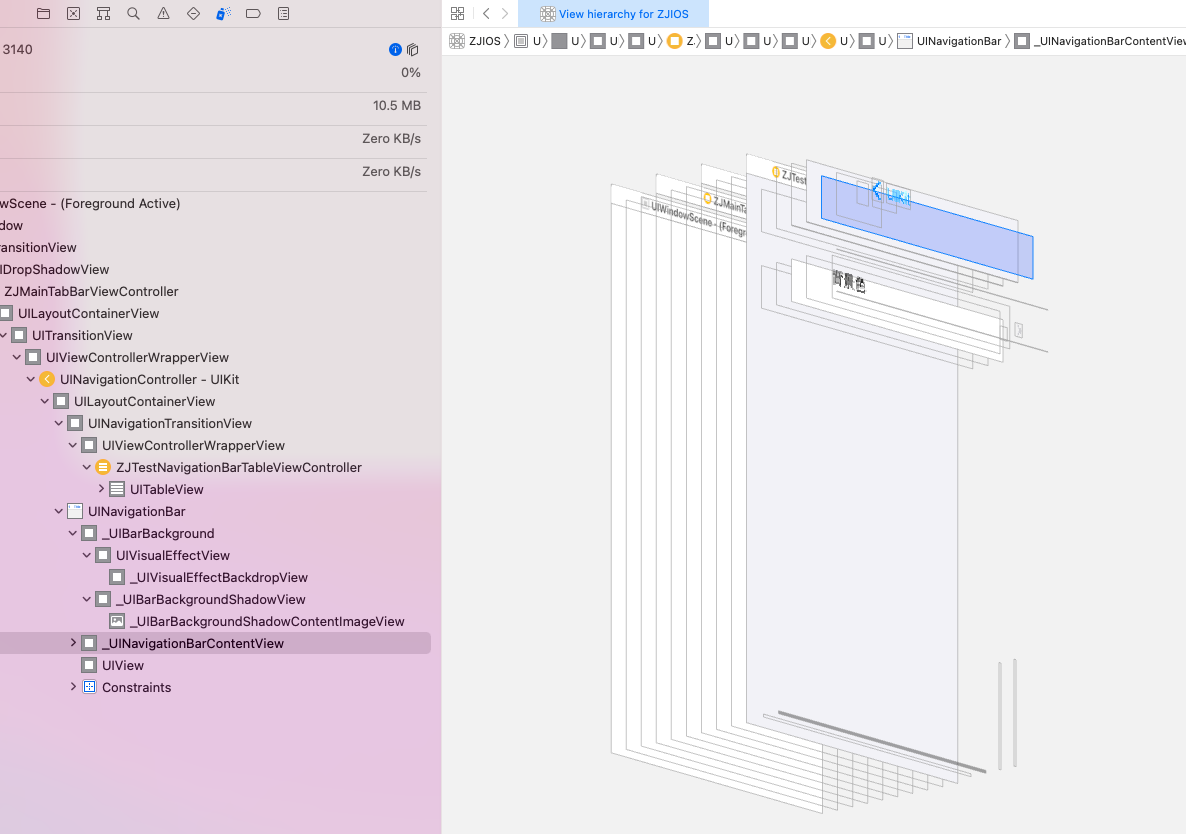 View hierarchy for ZJIOS
ZJIOS U U U U Z. U U U U U UINavigationBar _UINavigationBarContentView
3140
0%
10.5 MB
Zero KB/s
Zero KB/s
wScene - (Foreground Active)
dow
ansitionView
IDropShadowView
ZJMainTabBarViewController
UILayoutContainerView
UITransitionView
UIViewControllerWrapperView
UINavigationController - UIKit
UILayoutContainerView
UINavigationTransitionView
UIViewControllerWrapperView
ZJTestNavigationBarTableViewController
UITableView
UINavigationBar
_UIBarBackground
UIVisualEffectView
_UIVisualEffectBackdropView
_UIBarBackgroundShadowView
_UIBarBackgroundShadowContentImageView
_UINavigationBarContentView
UIView
Constraints
ZJTest
UIKit
ZJMainTa
UIWindowScene - (Foregr
背景色